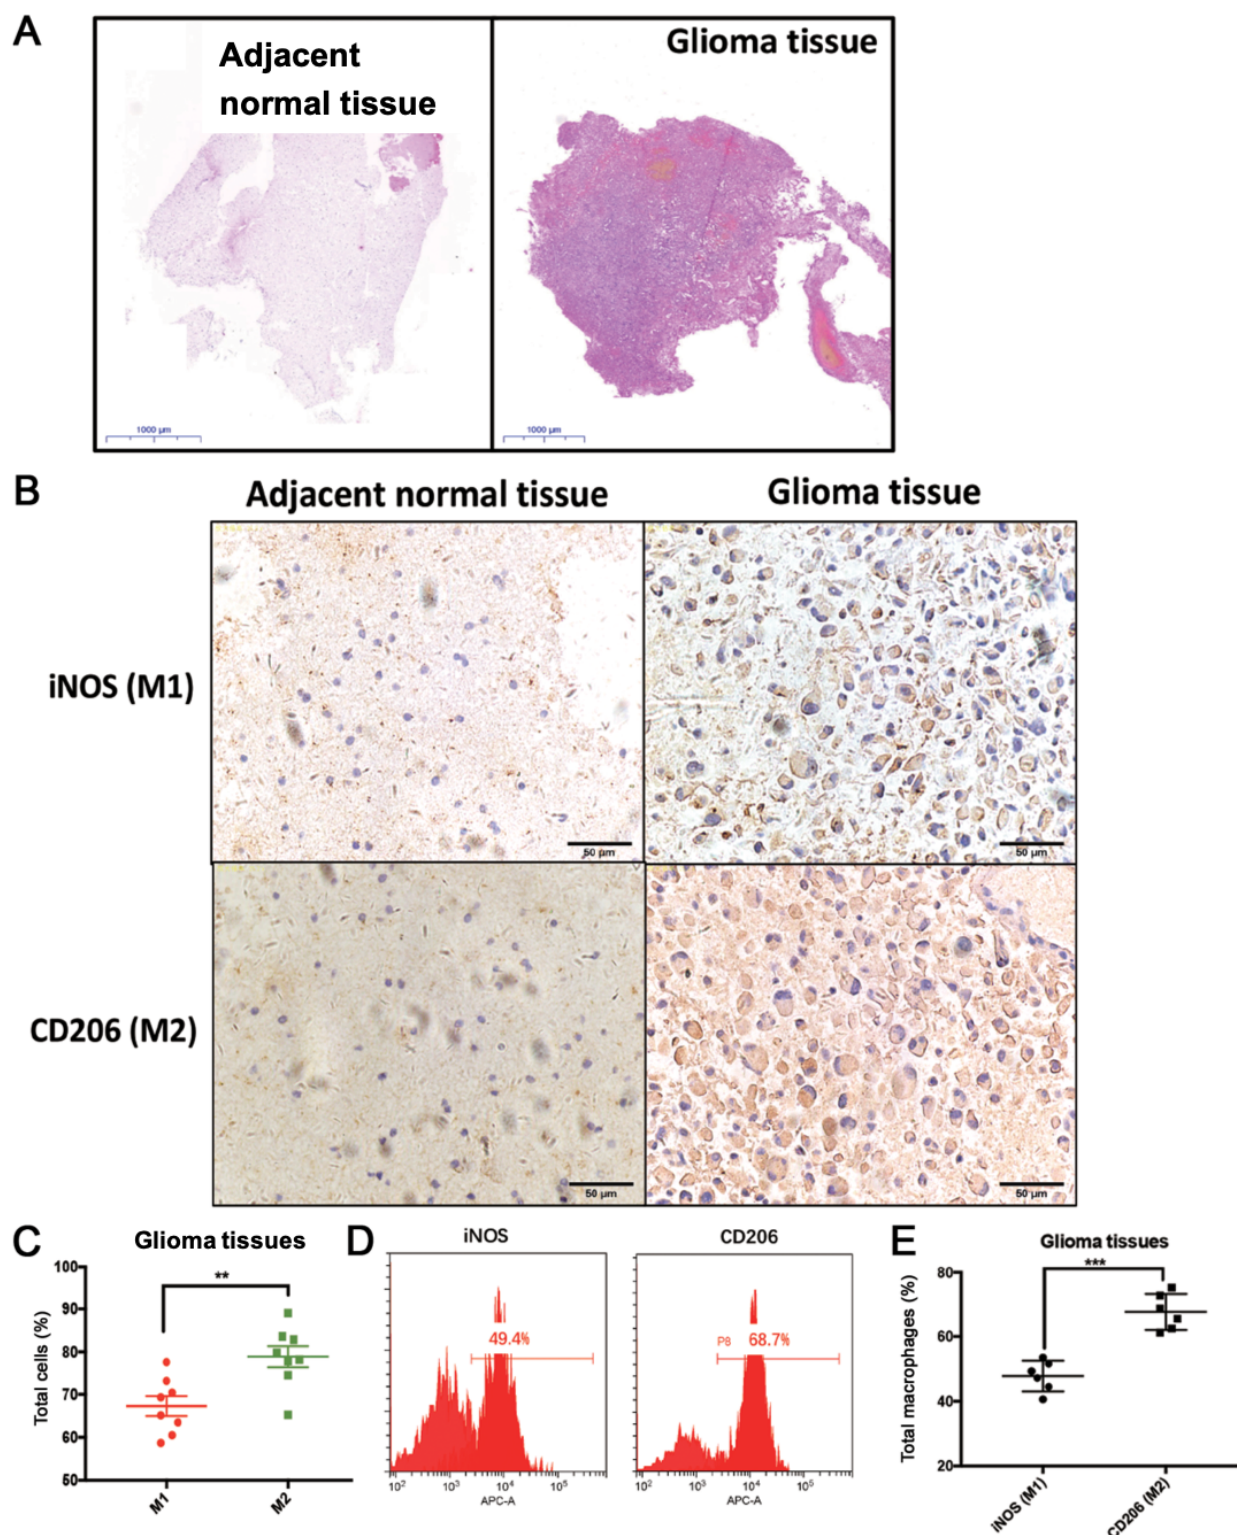 A
Adjacent
normal tissue
Glioma tissue
1000 µm
1000 µm
B
Adjacent normal tissue
Glioma tissue
iNOS (M1)
50 µm
50 µm
CD206 (M2)
50 µm
50 µm
C
Glioma tissues
**
Total cells (%)
100
90
80
70
60
50
M1
M2
D
iNOS
49.4%
10² 10³ 10⁴ 10⁵
APC-A
CD206
P8
68.7%
10² 10³ 10⁴ 10⁵
APC-A
E
Glioma tissues
***
Total macrophages (%)
80
60
40
20
iNOS (M1)
CD206 (M2)